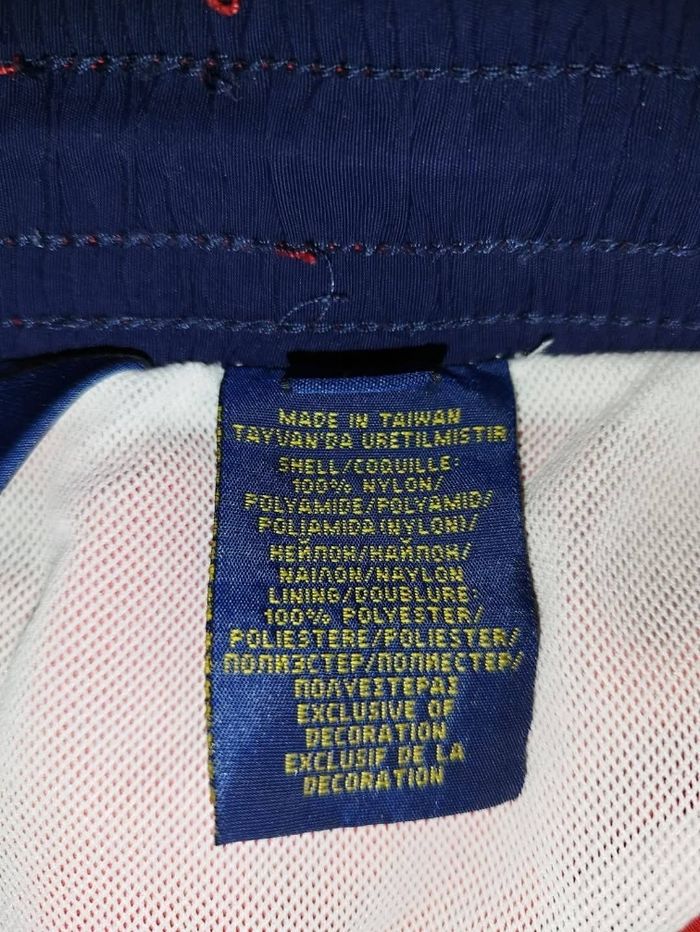 MADE IN TAIWAN
TAYVAN'DA URETILMISTIR
SHELL/COQUILLE:
100% NYLON/
POLYAMIDE/POLYAMID/
POLIAMIDA(NYLON)/
НЕЙЛОН/НАЙЛОН/
ΝΑΙΛΟΝ/NAYLON
LINING/DOUBLURE:
100% POLYESTER/
POLIESTERE/POLIESTER/
ПОЛИЭСТЕР/ПОЛИЕСТЕР/
ΠΟΛΥΕΣΤΕΡΑΣ
EXCLUSIVE OF
DECORATION
EXCLUSIF DE LA
DECORATION